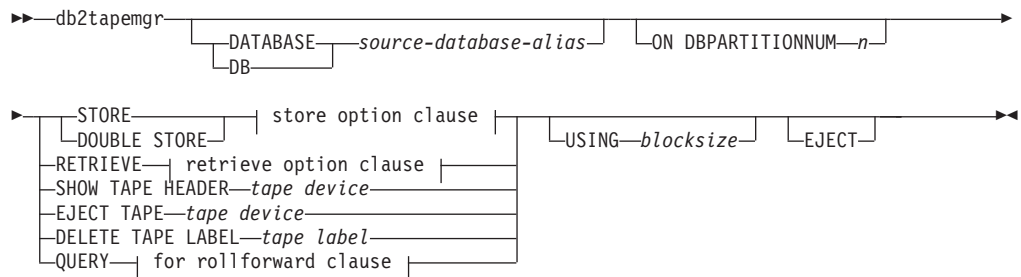 db2tapemgr
DATABASE source-database-alias
ON DBPARTITIONNUM n
DB
STORE store option clause
DOUBLE STORE
USING blocksize
EJECT
RETRIEVE retrieve option clause
SHOW TAPE HEADER tape device
EJECT TAPE tape device
DELETE TAPE LABEL tape label
QUERY for rollforward clause